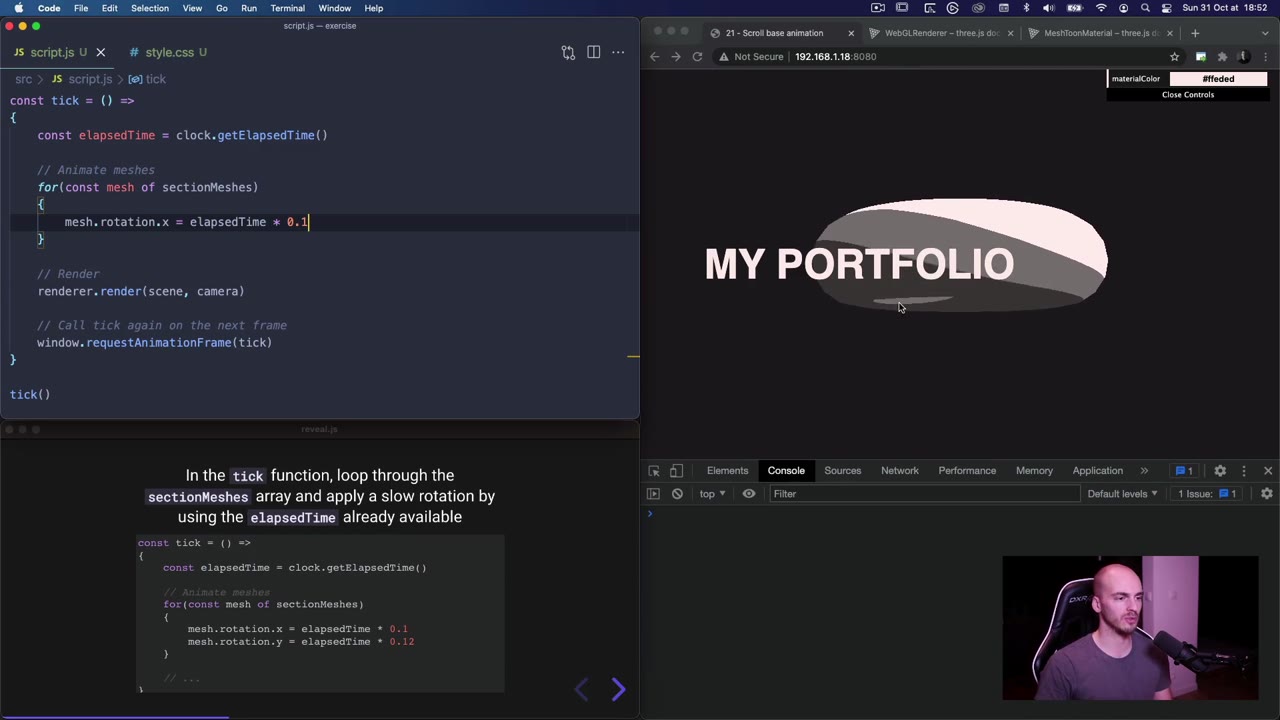 Code File Edit Selection View Go Run Terminal Window Help
Sun 31 Oct at 18:52
script.js — exercise
JS script.js U
style.css U
src > JS script.js > tick
const tick = () =>
{
const elapsedTime = clock.getElapsedTime()
// Animate meshes
for(const mesh of sectionMeshes)
{
mesh.rotation.x = elapsedTime * 0.1
}
// Render
renderer.render(scene, camera)
// Call tick again on the next frame
window.requestAnimationFrame(tick)
}
tick()
reveal.js
In the tick function, loop through the
sectionMeshes array and apply a slow rotation by
using the elapsedTime already available
const tick = () =>
{
const elapsedTime = clock.getElapsedTime()
// Animate meshes
for(const mesh of sectionMeshes)
{
mesh.rotation.x = elapsedTime * 0.1
mesh.rotation.y = elapsedTime * 0.12
}
// ...
}
21 - Scroll base animation
WebGLRenderer – three.js doc
MeshToonMaterial – three.js d
Not Secure | 192.168.1.18:8080
materialColor #ffeded
Close Controls
MY PORTFOLIO
Elements Console Sources Network Performance Memory Application » 1
top Filter Default levels 1 Issue: 1
DXR